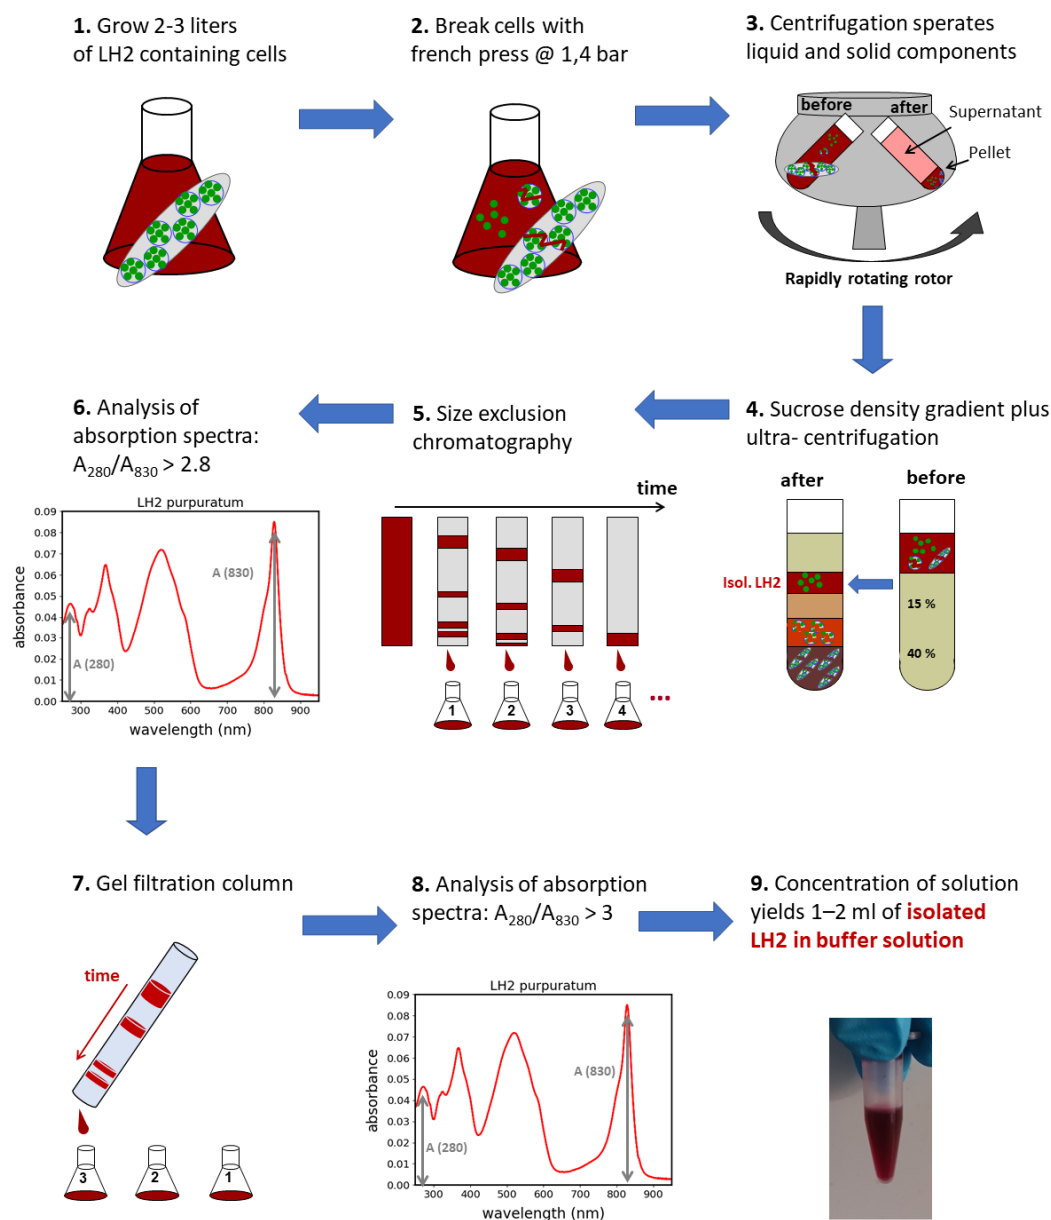 1. Grow 2-3 liters
of LH2 containing cells
2. Break cells with
french press @ 1,4 bar
3. Centrifugation sperates
liquid and solid components
before
after
Supernatant
Pellet
Rapidly rotating rotor
4. Sucrose density gradient plus
ultra- centrifugation
after
before
Isol. LH2
15 %
40 %
5. Size exclusion
chromatography
time
1
2
3
4
...
6. Analysis of
absorption spectra:
A280/A830 > 2.8
LH2 purpuratum
0.09
0.08
0.07
0.06
0.05
0.04
0.03
0.02
0.01
0.00
absorbance
A (830)
A (280)
300 400 500 600 700 800 900
wavelength (nm)
7. Gel filtration column
time
3
2
1
8. Analysis of absorption
spectra: A280/A830 > 3
LH2 purpuratum
0.09
0.08
0.07
0.06
0.05
0.04
0.03
0.02
0.01
0.00
absorbance
A (830)
A (280)
300 400 500 600 700 800 900
wavelength (nm)
9. Concentration of solution
yields 1–2 ml of isolated
LH2 in buffer solution